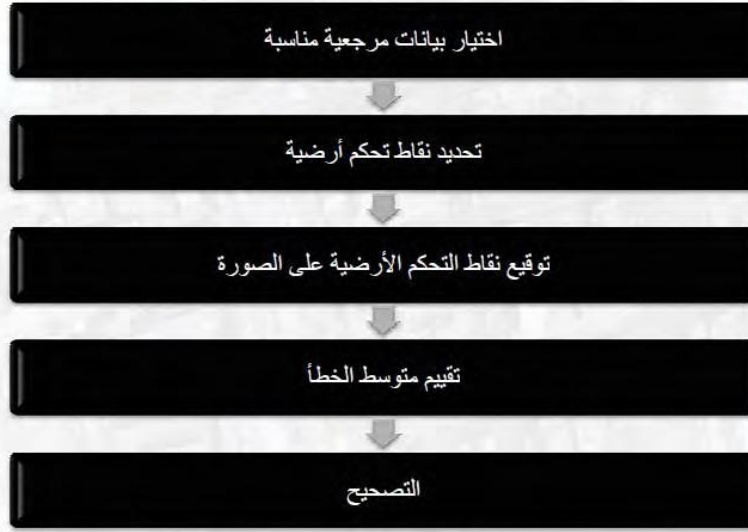 اختيار بيانات مرجعية مناسبة
تحديد نقاط تحكم أرضية
توقيع نقاط التحكم الأرضية على الصورة
تقييم متوسط الخطأ
التصحيح